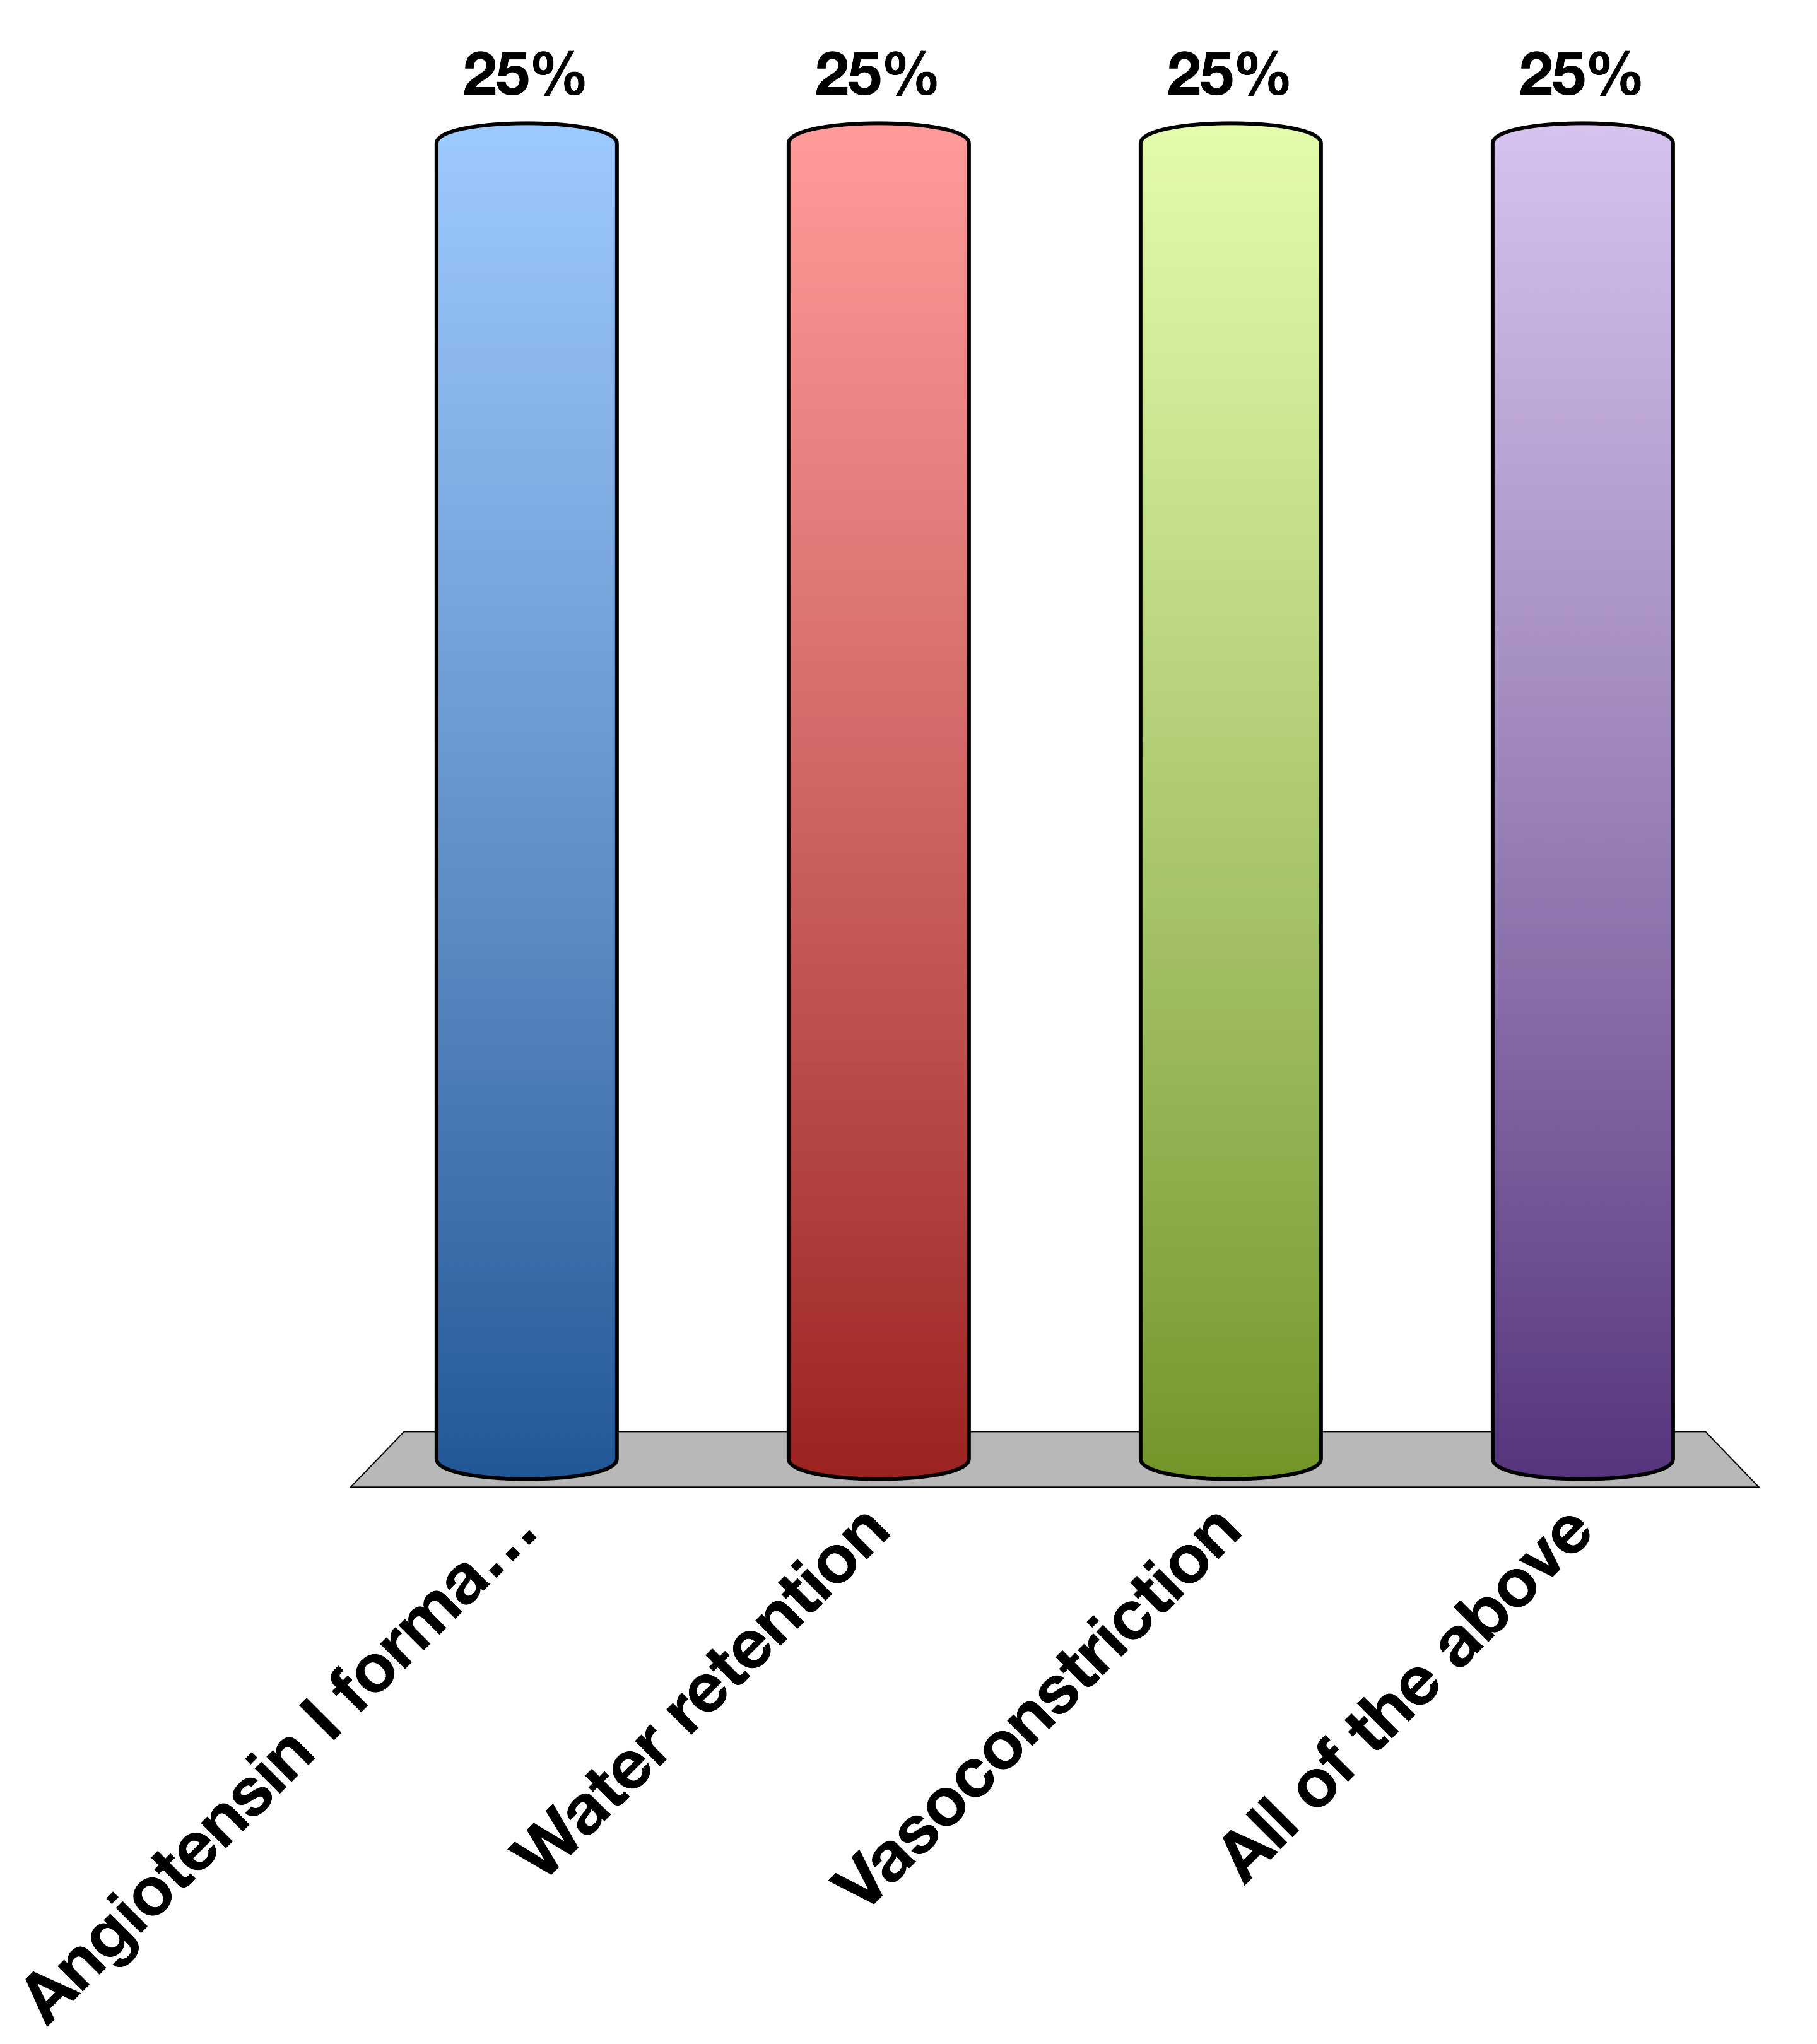 25% 25% 25% 25%
Angiotensin I forma...
Water retention
Vasoconstriction
All of the above